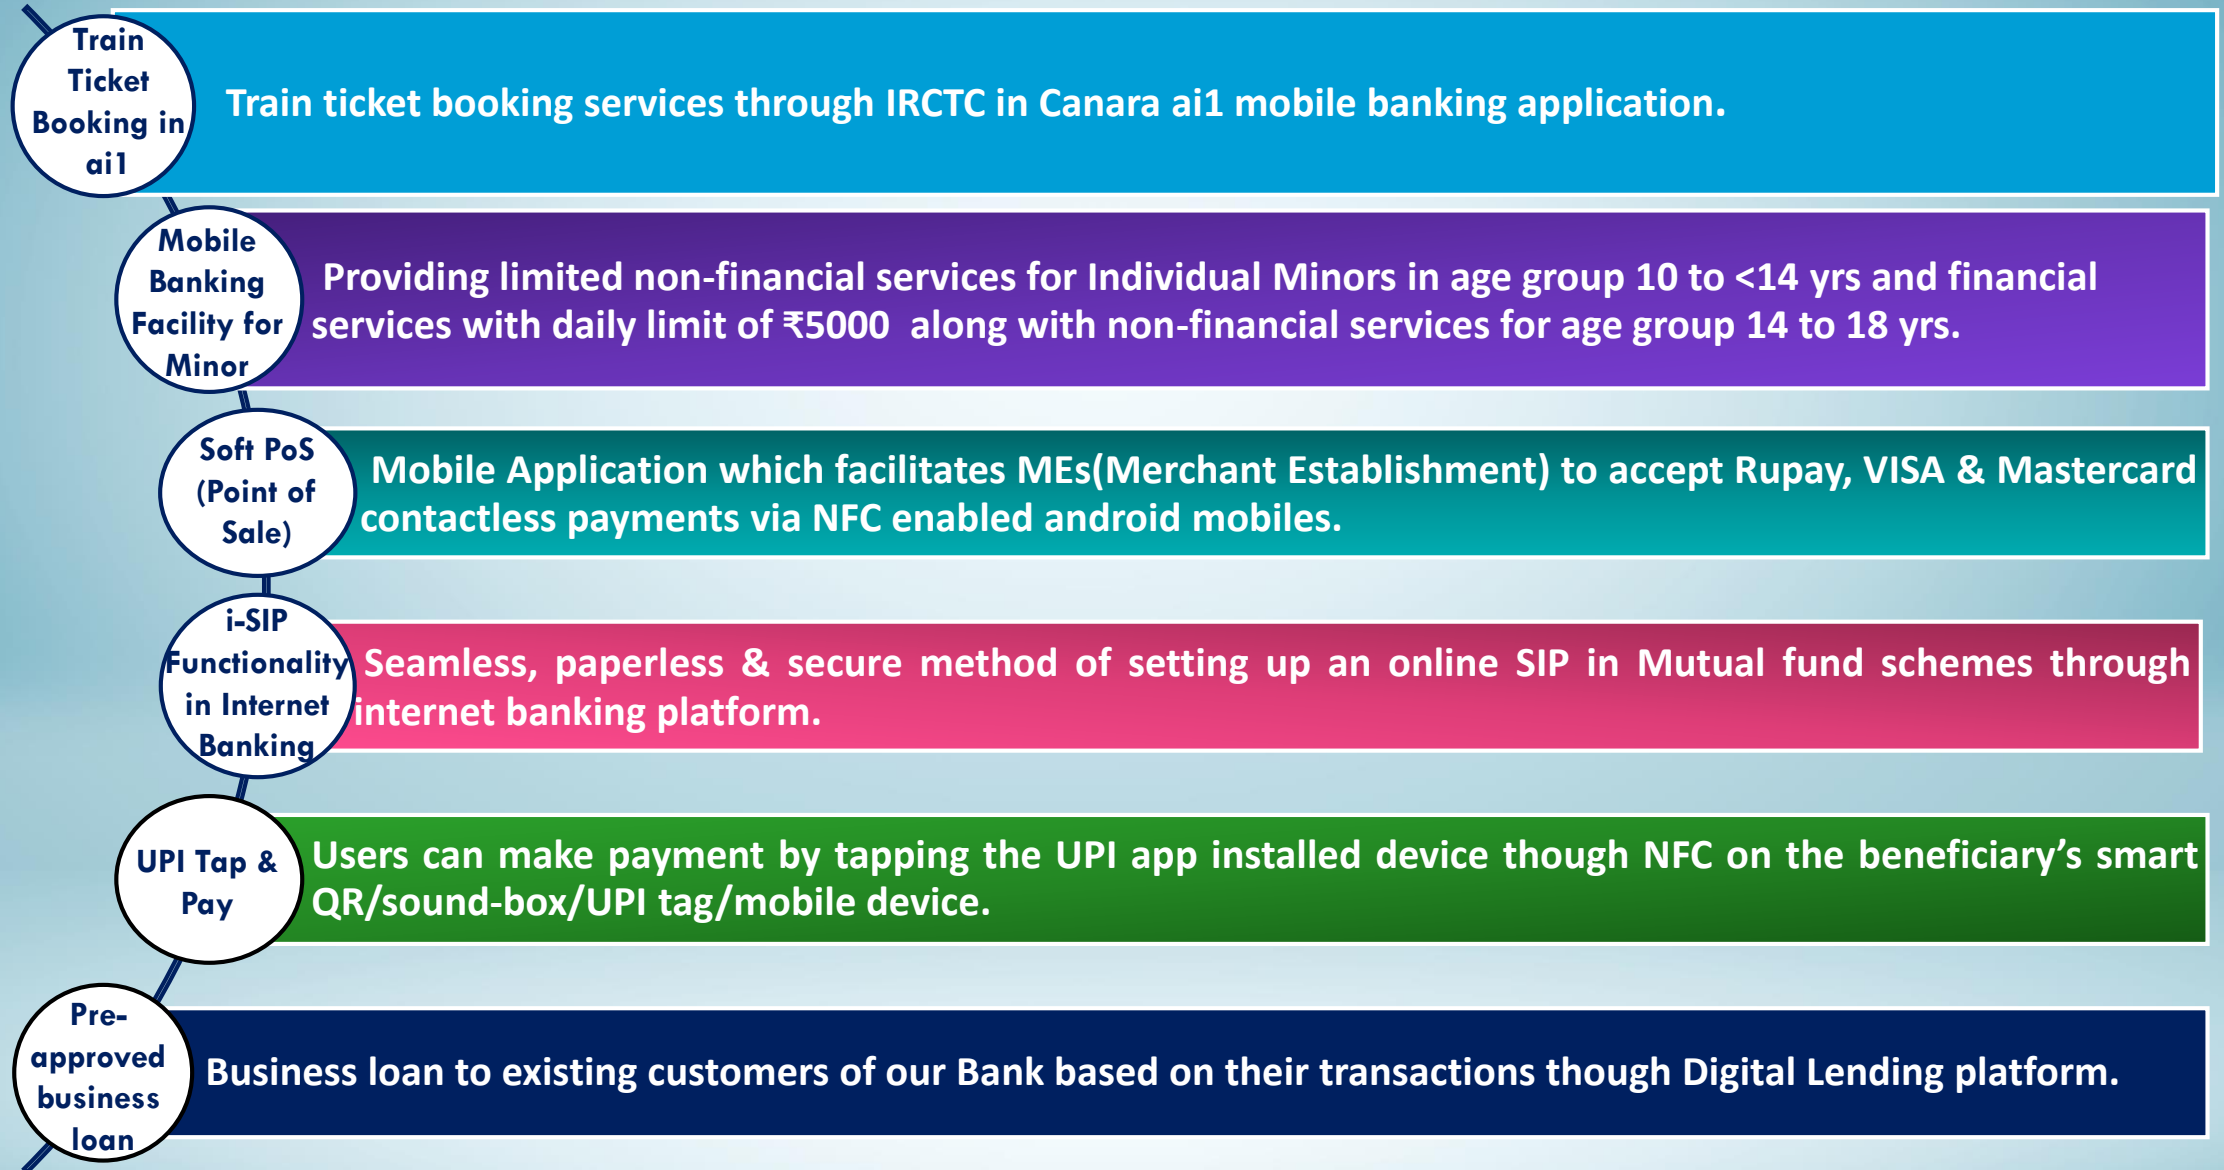 Train
Ticket
Booking in
ai1
Train ticket booking services through IRCTC in Canara ai1 mobile banking application.
Mobile
Banking
Facility for
Minor
Providing limited non-financial services for Individual Minors in age group 10 to <14 yrs and financial
services with daily limit of ₹5000 along with non-financial services for age group 14 to 18 yrs.
Soft PoS
(Point of
Sale)
Mobile Application which facilitates MEs(Merchant Establishment) to accept Rupay, VISA & Mastercard
contactless payments via NFC enabled android mobiles.
i-SIP
Functionality
in Internet
Banking
Seamless, paperless & secure method of setting up an online SIP in Mutual fund schemes through
internet banking platform.
UPI Tap &
Pay
Users can make payment by tapping the UPI app installed device though NFC on the beneficiary’s smart
QR/sound-box/UPI tag/mobile device.
Pre-
approved
business
loan
Business loan to existing customers of our Bank based on their transactions though Digital Lending platform.